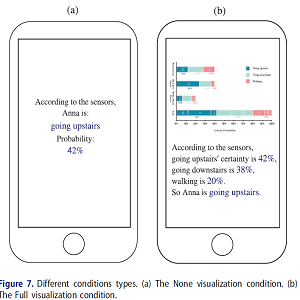 (a)
(b)
According to the sensors,
Anna is:
going upstairs
Probability:
42%
Going upstairs
Going downstairs
Walking
According to the sensors,
going upstairs' certainty is 42%,
going downstairs is 38%,
walking is 20%.
So Anna is going upstairs.
Figure 7. Different conditions types. (a) The None visualization condition. (b)
The Full visualization condition.